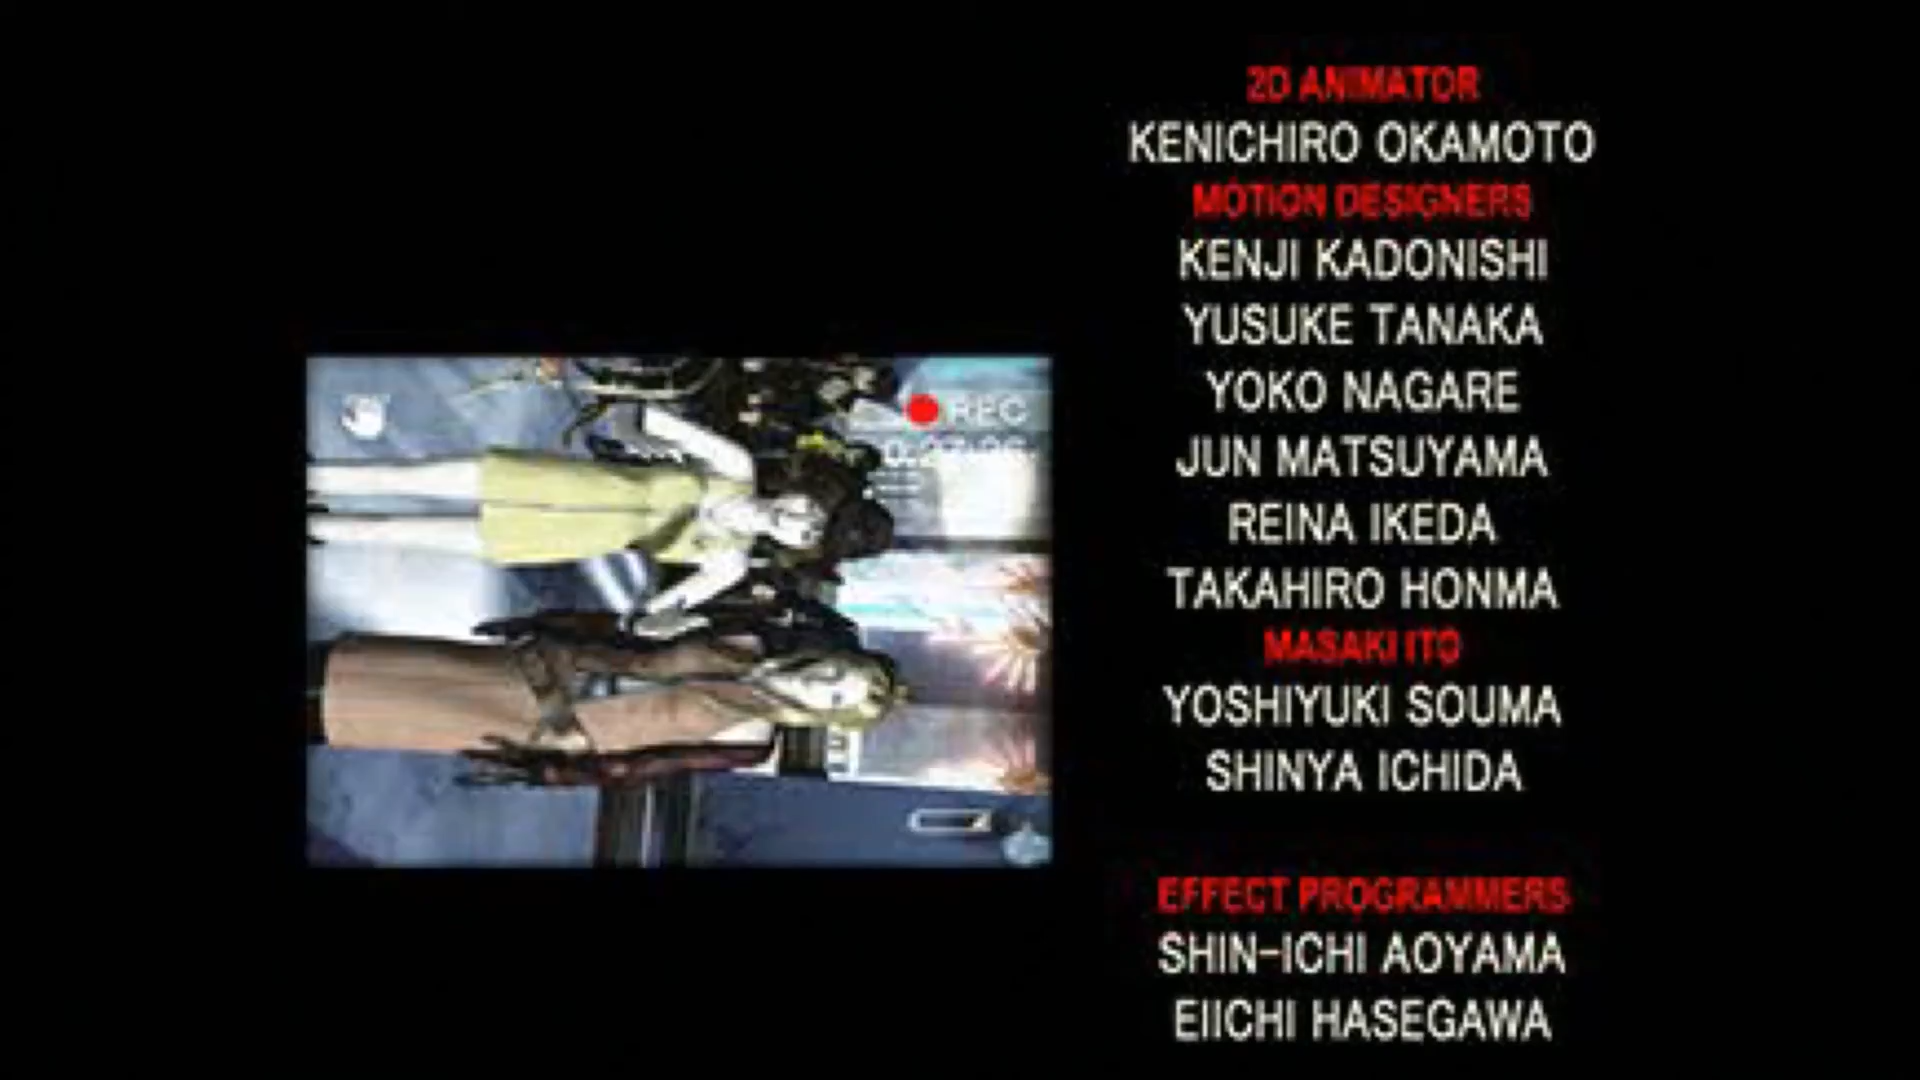 2D ANIMATOR
KENICHIRO OKAMOTO
MOTION DESIGNERS
KENJI KADONISHI
YUSUKE TANAKA
YOKO NAGARE
JUN MATSUYAMA
REINA IKEDA
TAKAHIRO HONMA
MASAKI ITO
YOSHIYUKI SOUMA
SHINYA ICHIDA
EFFECT PROGRAMMERS
SHIN-ICHI AOYAMA
EIICHI HASEGAWA
REC